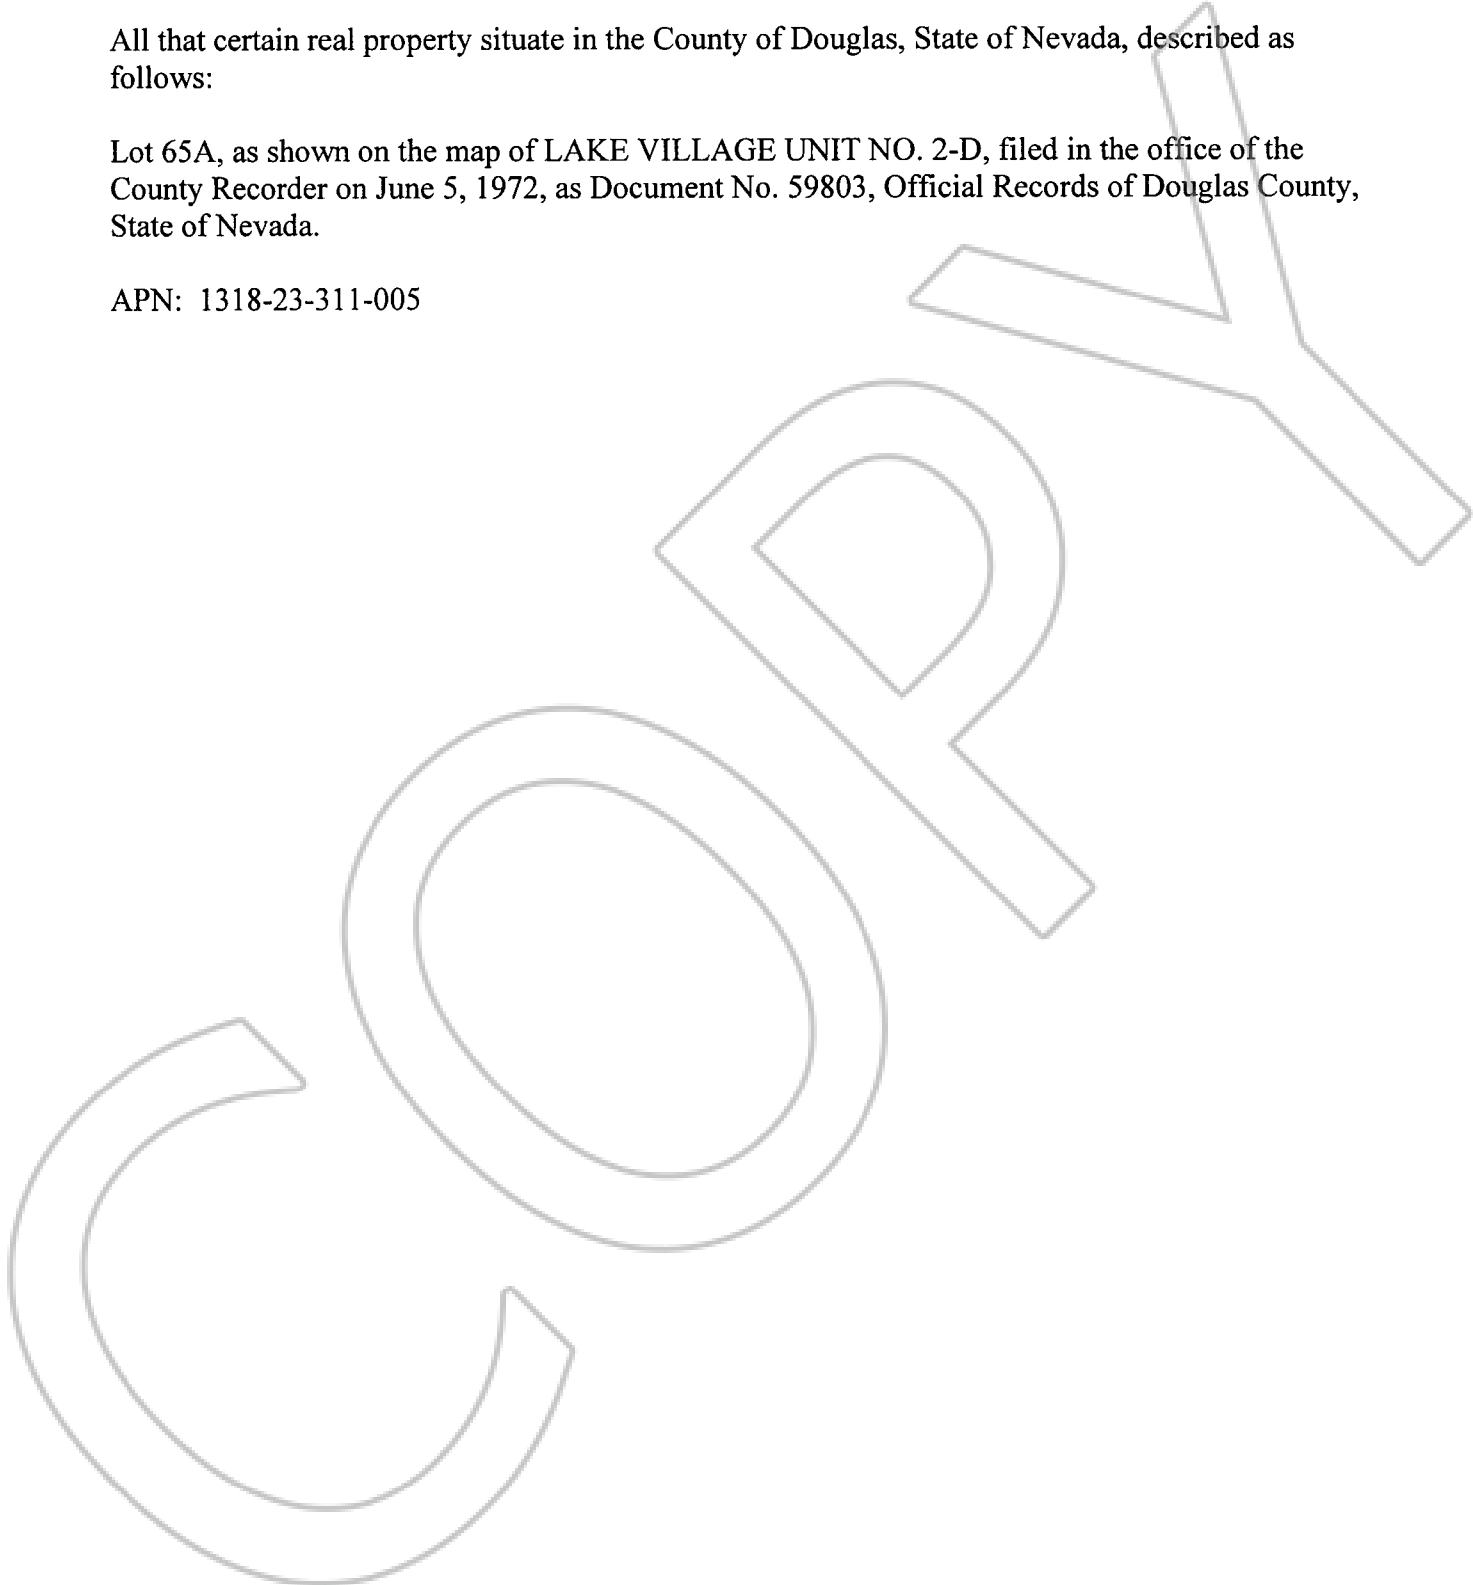 All that certain real property situate in the County of Douglas, State of Nevada, described as
follows:
Lot 65A, as shown on the map of LAKE VILLAGE UNIT NO. 2-D, filed in the office of the
County Recorder on June 5, 1972, as Document No. 59803, Official Records of Douglas County,
State of Nevada.
APN:  1318-23-311-005
COPY